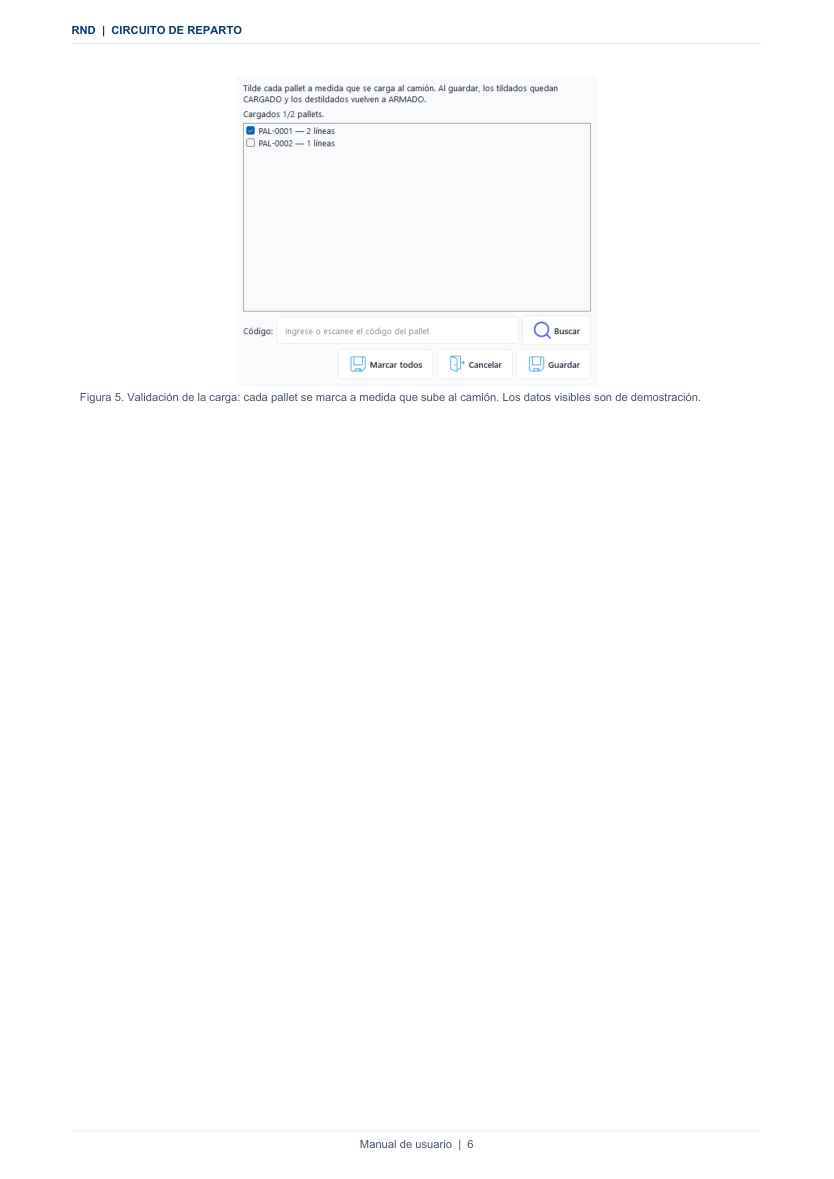 RND | CIRCUITO DE REPARTO
Tilde cada pallet a medida que se carga al camión. Al guardar, los tildados quedan
CARGADO y los destildados vuelven a ARMADO.
Cargados 1/2 pallets.
PAL-0001 — 2 líneas
PAL-0002 — 1 líneas
Código: Ingrese o escanee el código del pallet Buscar
Marcar todos Cancelar Guardar
Figura 5. Validación de la carga: cada pallet se marca a medida que sube al camión. Los datos visibles son de demostración.
Manual de usuario | 6